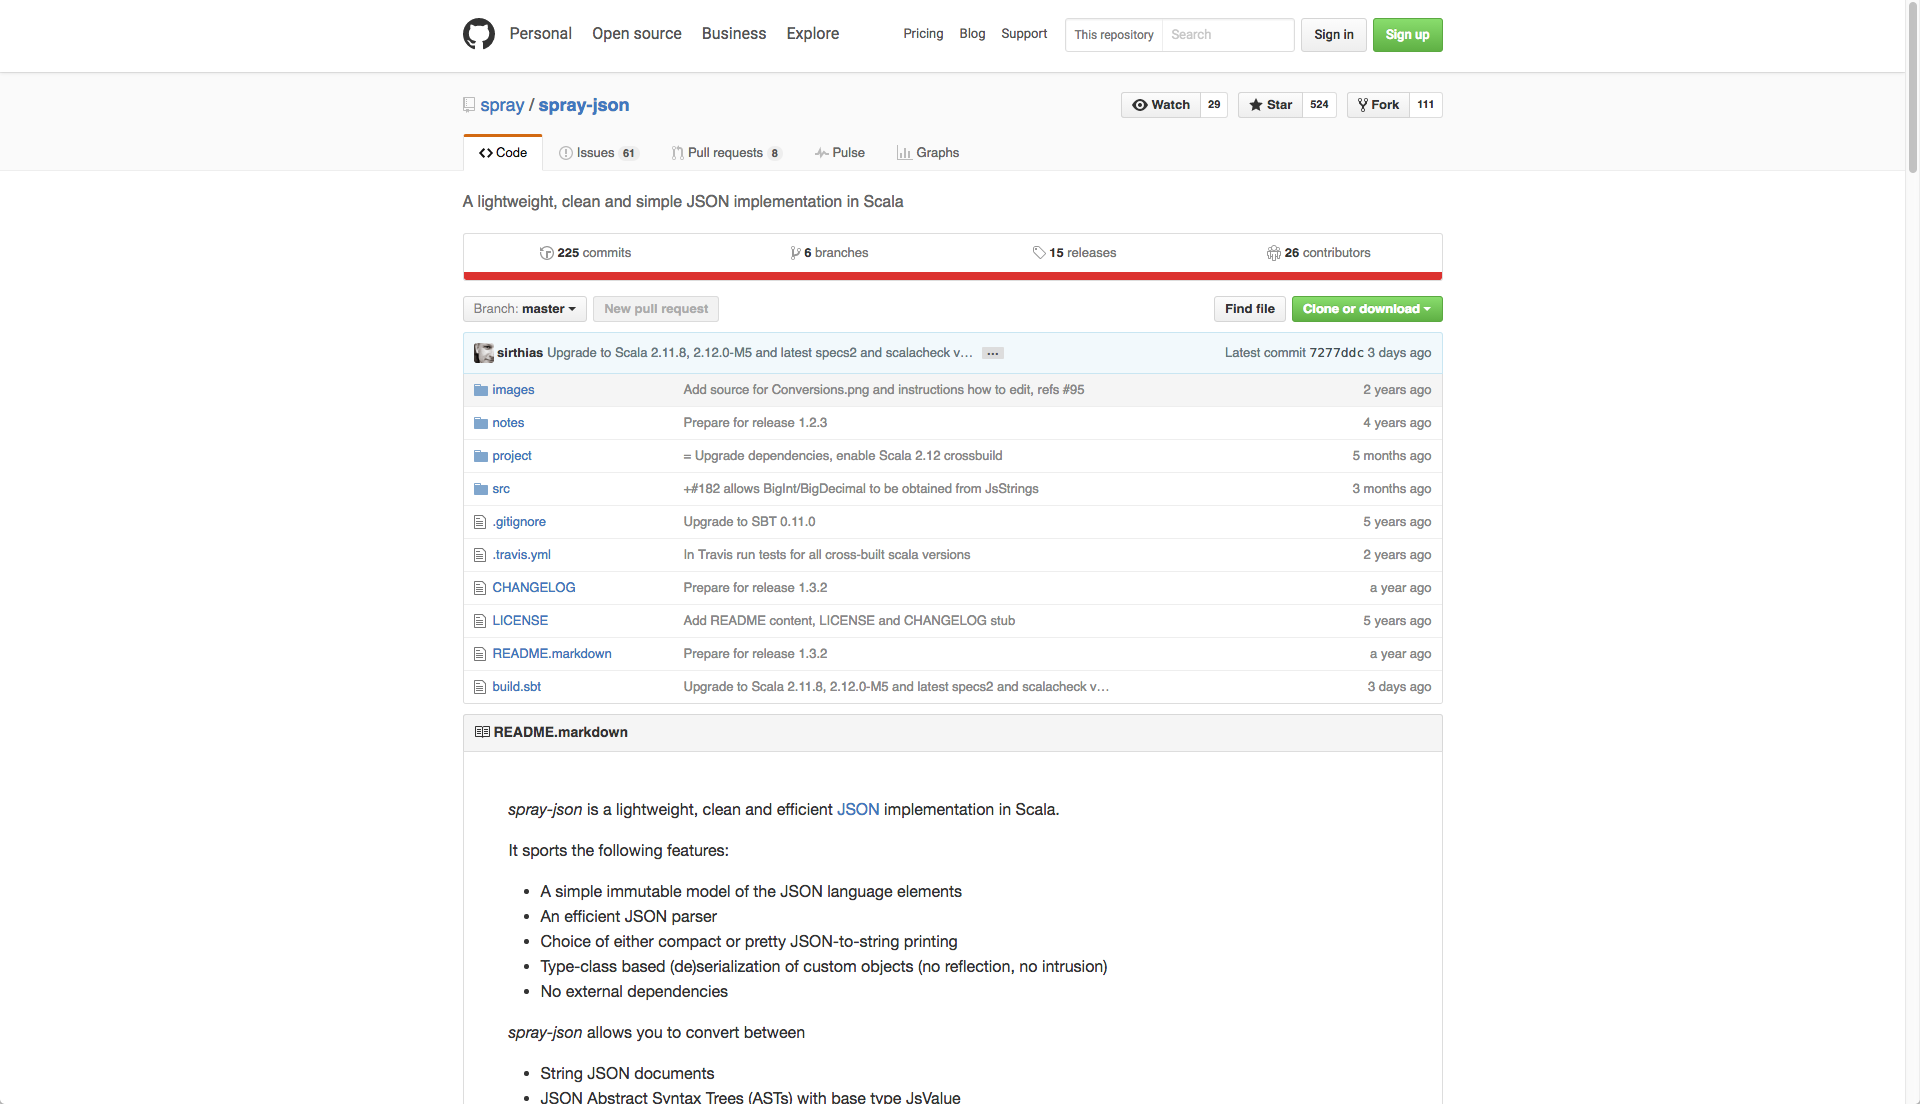 Personal Open source Business Explore Pricing Blog Support This repository Search Sign in Sign up
spray / spray-json Watch 29 Star 524 Fork 111
Code Issues 61 Pull requests 8 Pulse Graphs
A lightweight, clean and simple JSON implementation in Scala
225 commits 6 branches 15 releases 26 contributors
Branch: master New pull request Find file Clone or download
sirthias Upgrade to Scala 2.11.8, 2.12.0-M5 and latest specs2 and scalacheck v… … Latest commit 7277ddc 3 days ago
images Add source for Conversions.png and instructions how to edit, refs #95 2 years ago
notes Prepare for release 1.2.3 4 years ago
project = Upgrade dependencies, enable Scala 2.12 crossbuild 5 months ago
src +#182 allows BigInt/BigDecimal to be obtained from JsStrings 3 months ago
.gitignore Upgrade to SBT 0.11.0 5 years ago
.travis.yml In Travis run tests for all cross-built scala versions 2 years ago
CHANGELOG Prepare for release 1.3.2 a year ago
LICENSE Add README content, LICENSE and CHANGELOG stub 5 years ago
README.markdown Prepare for release 1.3.2 a year ago
build.sbt Upgrade to Scala 2.11.8, 2.12.0-M5 and latest specs2 and scalacheck v… 3 days ago
README.markdown
spray-json is a lightweight, clean and efficient JSON implementation in Scala.
It sports the following features:
• A simple immutable model of the JSON language elements
• An efficient JSON parser
• Choice of either compact or pretty JSON-to-string printing
• Type-class based (de)serialization of custom objects (no reflection, no intrusion)
• No external dependencies
spray-json allows you to convert between
• String JSON documents
• JSON Abstract Syntax Trees (ASTs) with base type JsValue